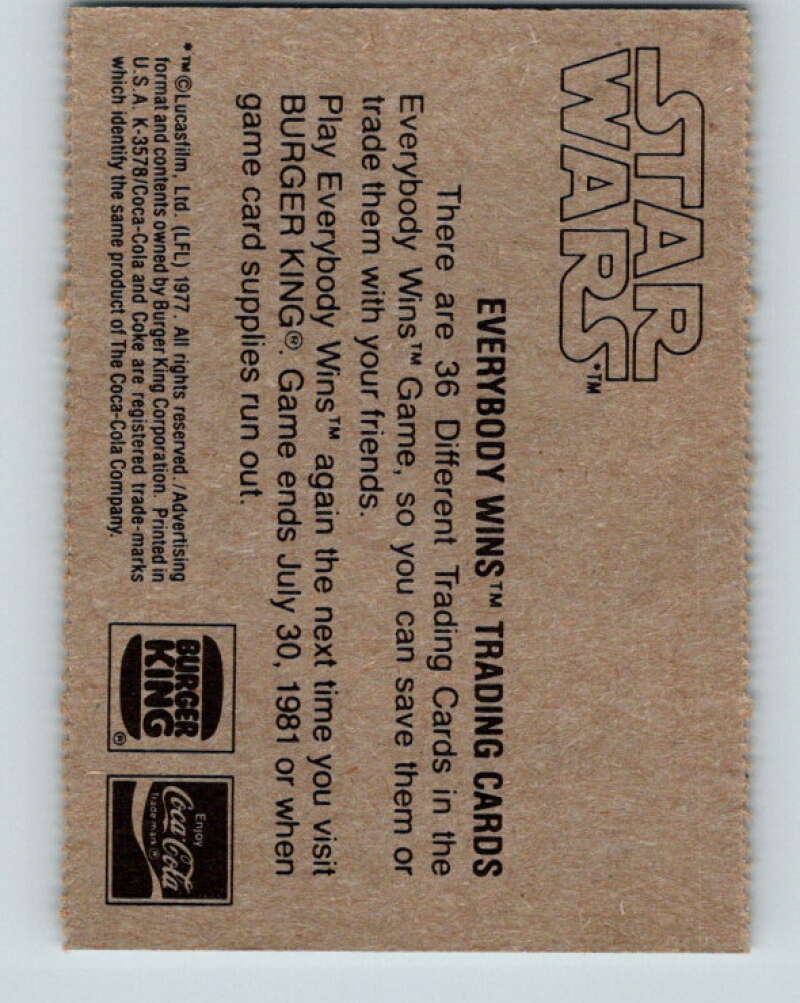 STAR
WARS*™
EVERYBODY WINS™ TRADING CARDS
There are 36 Different Trading Cards in the
Everybody Wins™ Game, so you can save them or
trade them with your friends.
Play Everybody Wins™ again the next time you visit
BURGER KING®. Game ends July 30, 1981 or when
game card supplies run out.
*™©Lucasfilm, Ltd. (LFL) 1977. All rights reserved./Advertising
format and contents owned by Burger King Corporation. Printed in
U.S.A. K-3578/Coca-Cola and Coke are registered trade-marks
which identify the same product of The Coca-Cola Company.
BURGER
KING
®
Enjoy
Coca-Cola
Trade-mark ®